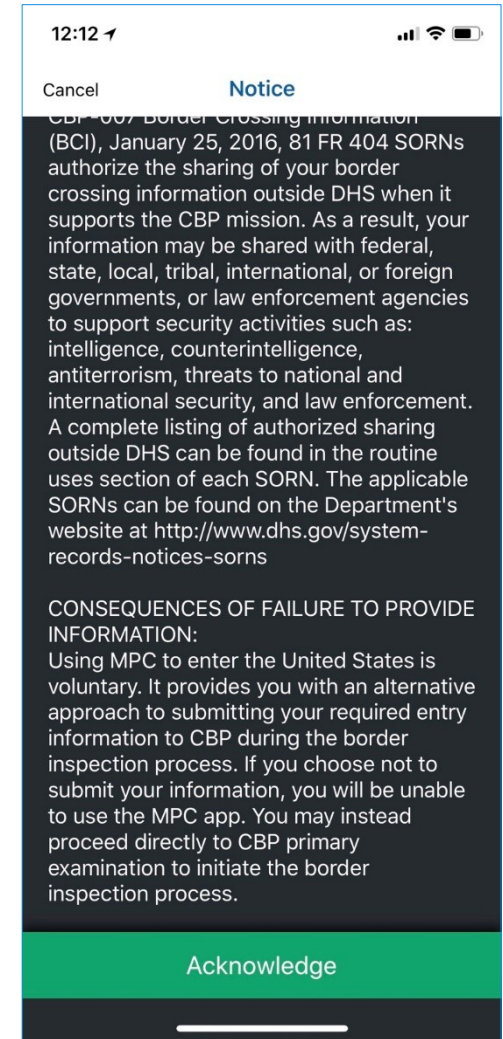 12:12
Cancel
Notice
CBP-007 Border Crossing Information
(BCI), January 25, 2016, 81 FR 404 SORNs
authorize the sharing of your border
crossing information outside DHS when it
supports the CBP mission. As a result, your
information may be shared with federal,
state, local, tribal, international, or foreign
governments, or law enforcement agencies
to support security activities such as:
intelligence, counterintelligence,
antiterrorism, threats to national and
international security, and law enforcement.
A complete listing of authorized sharing
outside DHS can be found in the routine
uses section of each SORN. The applicable
SORNs can be found on the Department's
website at http://www.dhs.gov/system-
records-notices-sorns
CONSEQUENCES OF FAILURE TO PROVIDE
INFORMATION:
Using MPC to enter the United States is
voluntary. It provides you with an alternative
approach to submitting your required entry
information to CBP during the border
inspection process. If you choose not to
submit your information, you will be unable
to use the MPC app. You may instead
proceed directly to CBP primary
examination to initiate the border
inspection process.
Acknowledge